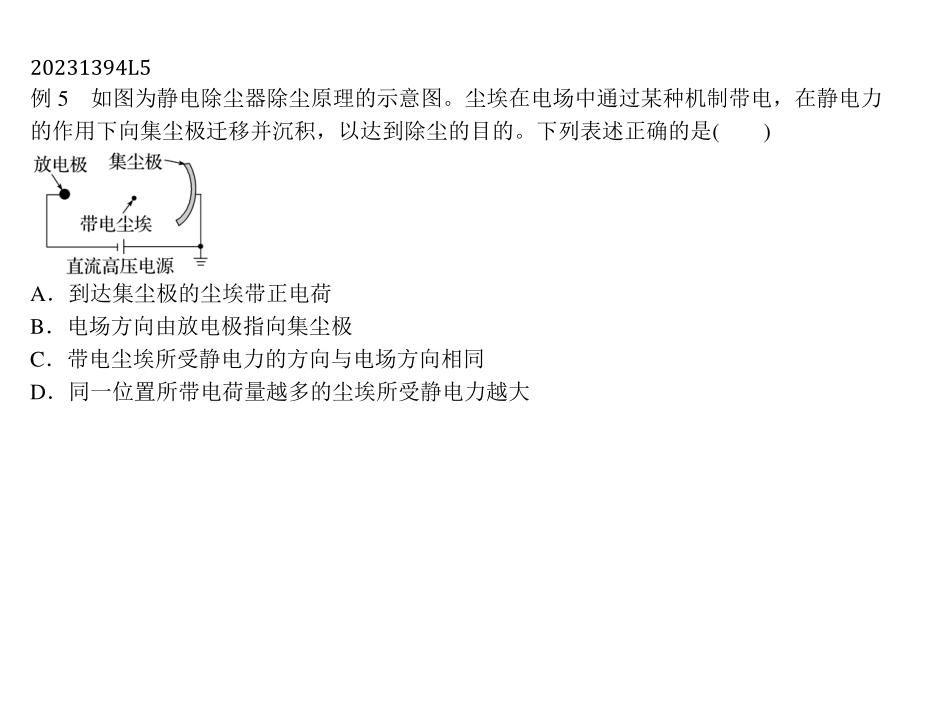 20231394L5
例 5　如图为静电除尘器除尘原理的示意图。尘埃在电场中通过某种机制带电，在静电力
的作用下向集尘极迁移并沉积，以达到除尘的目的。下列表述正确的是(　　)
放电极　集尘极
带电尘埃
直流高压电源
A．到达集尘极的尘埃带正电荷
B．电场方向由放电极指向集尘极
C．带电尘埃所受静电力的方向与电场方向相同
D．同一位置所带电荷量越多的尘埃所受静电力越大